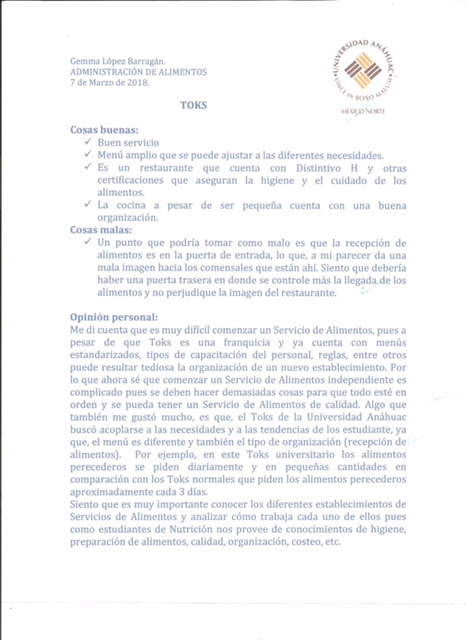 Gemma López Barragán.
ADMINISTRACIÓN DE ALIMENTOS
7 de Marzo de 2018.
UNIVERSIDAD ANÁHUAC
VINCE IN BONO MALUM
MÉXICO NORTE
TOKS
Cosas buenas:
✓ Buen servicio
✓ Menú amplio que se puede ajustar a las diferentes necesidades.
✓ Es un restaurante que cuenta con Distintivo H y otras
certificaciones que aseguran la higiene y el cuidado de los
alimentos.
✓ La cocina a pesar de ser pequeña cuenta con una buena
organización.
Cosas malas:
✓ Un punto que podría tomar como malo es que la recepción de
alimentos es en la puerta de entrada, lo que, a mi parecer da una
mala imagen hacia los comensales que están ahí. Siento que debería
haber una puerta trasera en donde se controle más la llegada de los
alimentos y no perjudique la imagen del restaurante.
Opinión personal:
Me di cuenta que es muy difícil comenzar un Servicio de Alimentos, pues a
pesar de que Toks es una franquicia y ya cuenta con menús
estandarizados, tipos de capacitación del personal, reglas, entre otros
puede resultar tediosa la organización de un nuevo establecimiento. Por
lo que ahora sé que comenzar un Servicio de Alimentos independiente es
complicado pues se deben hacer demasiadas cosas para que todo esté en
orden y se pueda tener un Servicio de Alimentos de calidad. Algo que
también me gustó mucho, es que, el Toks de la Universidad Anáhuac
buscó acoplarse a las necesidades y a las tendencias de los estudiante, ya
que, el menú es diferente y también el tipo de organización (recepción de
alimentos). Por ejemplo, en este Toks universitario los alimentos
perecederos se piden diariamente y en pequeñas cantidades en
comparación con los Toks normales que piden los alimentos perecederos
aproximadamente cada 3 días.
Siento que es muy importante conocer los diferentes establecimientos de
Servicios de Alimentos y analizar cómo trabaja cada uno de ellos pues
como estudiantes de Nutrición nos provee de conocimientos de higiene,
preparación de alimentos, calidad, organización, costeo, etc.